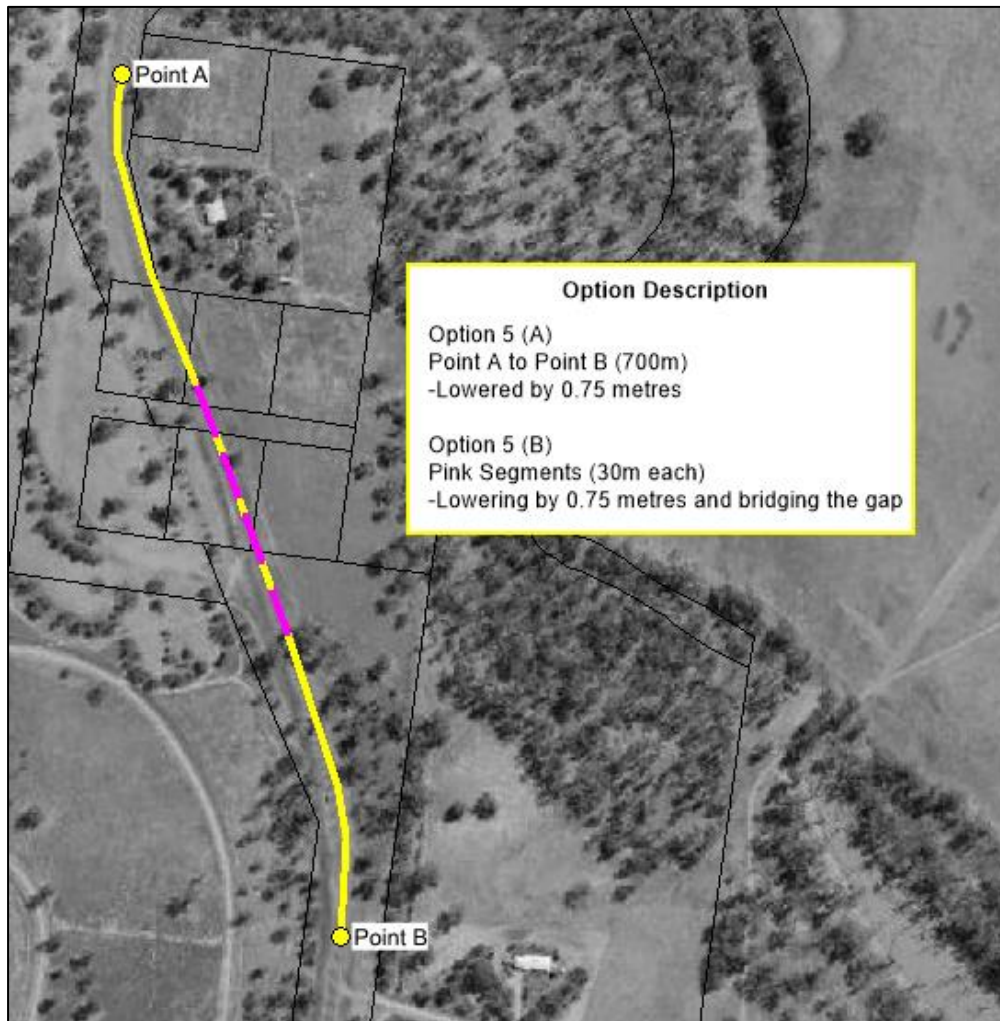 Point A
Option Description
Option 5 (A)
Point A to Point B (700m)
-Lowered by 0.75 metres
Option 5 (B)
Pink Segments (30m each)
-Lowering by 0.75 metres and bridging the gap
Point B